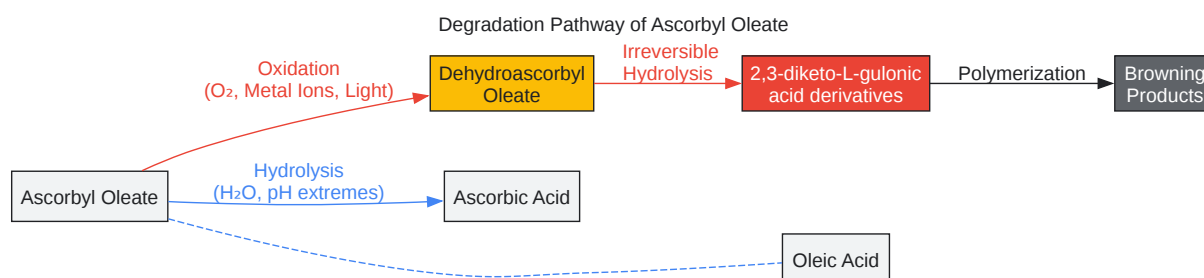 Degradation Pathway of Ascorbyl Oleate
Oxidation
(O₂, Metal Ions, Light)
Dehydroascorbyl
Oleate
Irreversible
Hydrolysis
2,3-diketo-L-gulonic
acid derivatives
Polymerization
Browning
Products
Ascorbyl Oleate
Hydrolysis
(H₂O, pH extremes)
Ascorbic Acid
Oleic Acid